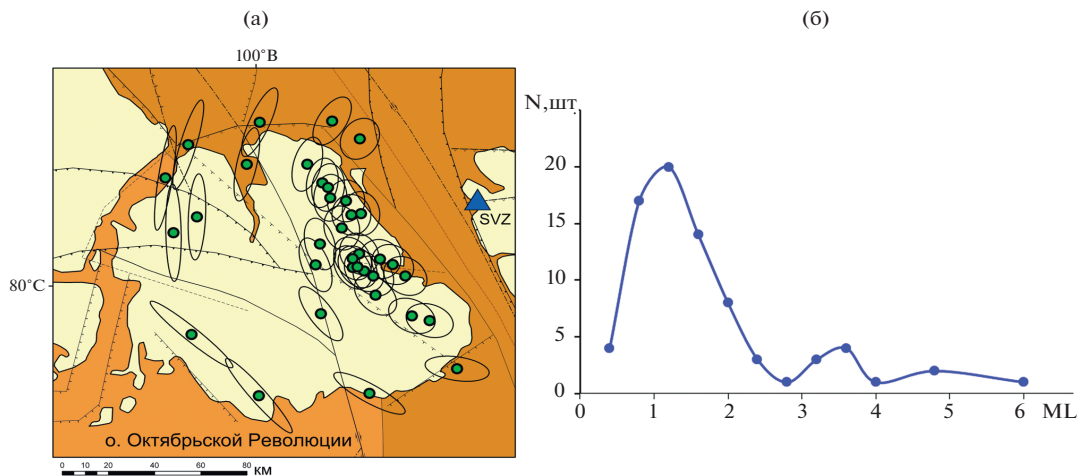 (а)
(б)
100°В
80°С
SVZ
о. Октябрьской Революции
0 10 20 40 60 80 КМ
N,шт
20
15
10
5
0
0 1 2 3 4 5 6 ML